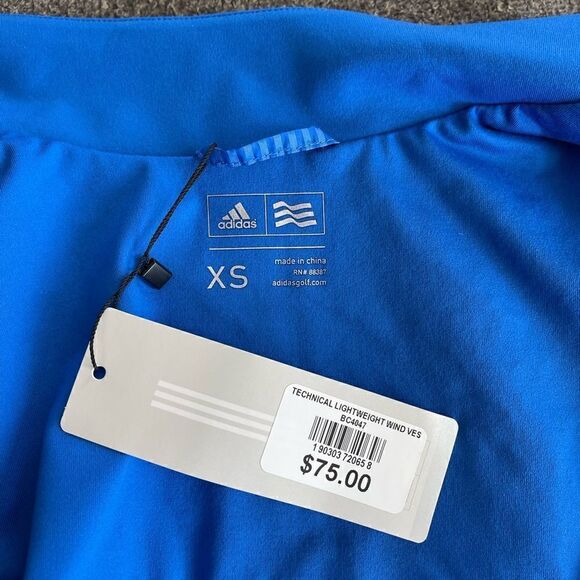 adidas
XS
made in china
RN# 88387
adidasgolf.com
TECHNICAL LIGHTWEIGHT WIND VES
BC4047
1 90303 72065 8
$75.00